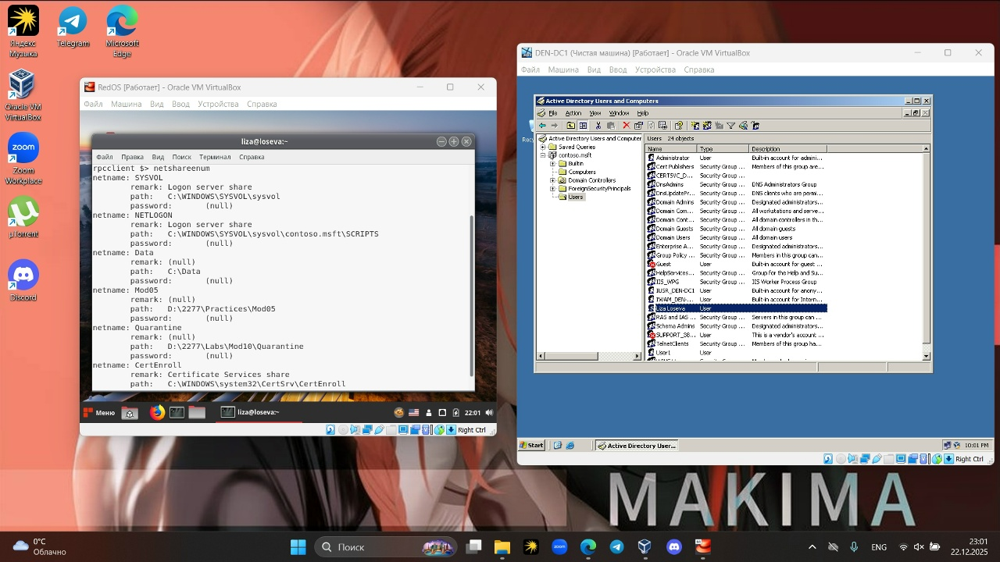 Яндекс
Музыка
Telegram
Microsoft
Edge
Oracle VM
VirtualBox
zoom
Zoom
Workplace
µTorrent
Discord
RedOS [Работает] - Oracle VM VirtualBox
Файл Машина Вид Ввод Устройства Справка
liza@loseva:~
Файл Правка Вид Поиск Терминал Справка
rpcclient $> netshareenum
netname: SYSVOL
remark: Logon server share
path: C:\WINDOWS\SYSVOL\sysvol
password: (null)
netname: NETLOGON
remark: Logon server share
path: C:\WINDOWS\SYSVOL\sysvol\contoso.msft\SCRIPTS
password: (null)
netname: Data
remark: (null)
path: C:\Data
password: (null)
netname: Mod05
remark: (null)
path: D:\2277\Practices\Mod05
password: (null)
netname: Quarantine
remark: (null)
path: D:\2277\Labs\Mod10\Quarantine
password: (null)
netname: CertEnroll
remark: Certificate Services share
path: C:\WINDOWS\system32\CertSrv\CertEnroll
Меню liza@loseva:~ 22:01
Right Ctrl
DEN-DC1 (Чистая машина) [Работает] - Oracle VM VirtualBox
Файл Машина Вид Ввод Устройства Справка
Active Directory Users and Computers
File Action View Window Help
Active Directory Users and Computer
Saved Queries
contoso.msft
Builtin
Computers
Domain Controllers
ForeignSecurityPrincipals
Users
Users 24 objects
Name Type Description
Administrator User Built-in account for admini...
Cert Publishers Security Group ... Members of this group are...
CERTSVC_D... Security Group ...
DnsAdmins Security Group ... DNS Administrators Group
DnsUpdatePr... Security Group ... DNS clients who are permi...
Domain Admins Security Group ... Designated administrators...
Domain Com... Security Group ... All workstations and serve...
Domain Cont... Security Group ... All domain controllers in th...
Domain Guests Security Group ... All domain guests
Domain Users Security Group ... All domain users
Enterprise A... Security Group ... Designated administrators...
Group Policy ... Security Group ... Members in this group can...
Guest User Built-in account for guest ...
HelpServices... Security Group ... Group for the Help and Su...
IIS_WPG Security Group ... IIS Worker Process Group
IUSR_DEN-DC1 User Built-in account for anony...
IWAM_DEN-... User Built-in account for Intern...
Liza Loseva User
RAS and IAS ... Security Group ... Servers in this group can ...
Schema Admins Security Group ... Designated administrators...
SUPPORT_38... User This is a vendor's account ...
TelnetClients Security Group ... Members of this group ha...
User1 User
Start Active Directory User... 10:01 PM
Right Ctrl
MAKIMA
0°C
Облачно
Поиск
zoom
ENG
23:01
22.12.2025